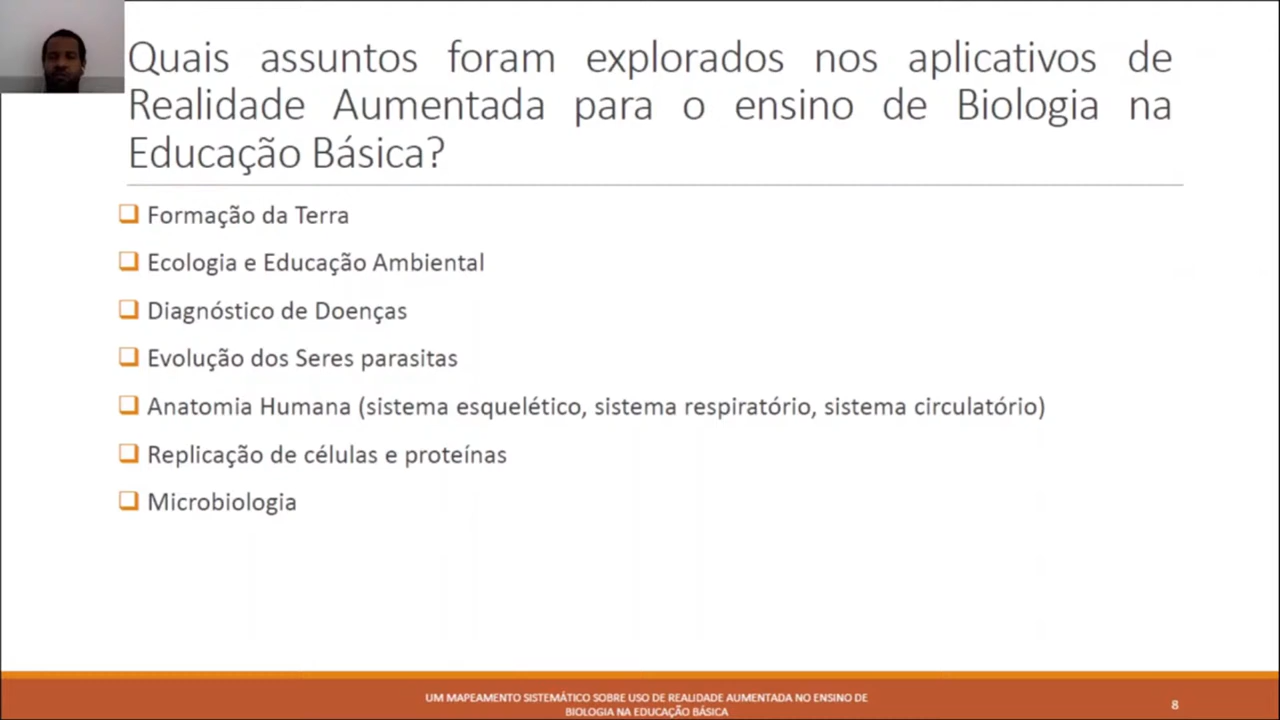 Quais assuntos foram explorados nos aplicativos de
Realidade Aumentada para o ensino de Biologia na
Educação Básica?
Formação da Terra
Ecologia e Educação Ambiental
Diagnóstico de Doenças
Evolução dos Seres parasitas
Anatomia Humana (sistema esquelético, sistema respiratório, sistema circulatório)
Replicação de células e proteínas
Microbiologia
UM MAPEAMENTO SISTEMÁTICO SOBRE USO DE REALIDADE AUMENTADA NO ENSINO DE
BIOLOGIA NA EDUCAÇÃO BÁSICA
8